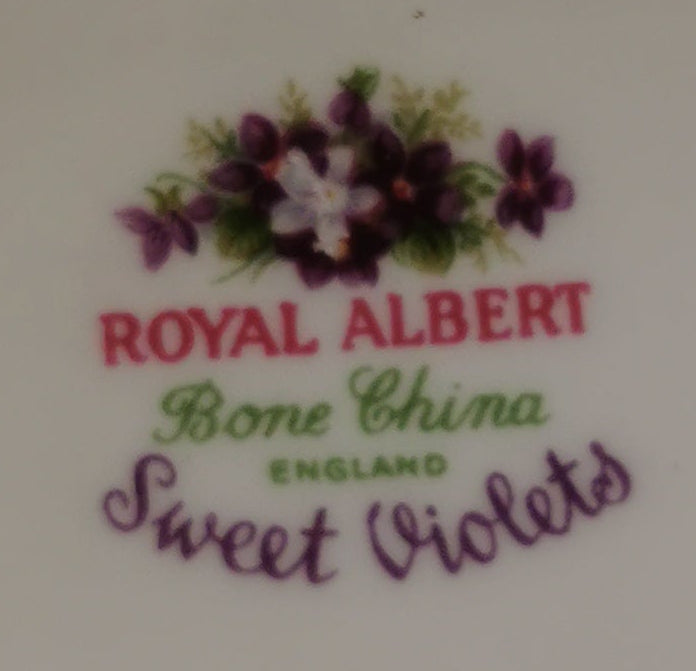 ROYAL ALBERT
Bone China
ENGLAND
Sweet Violets